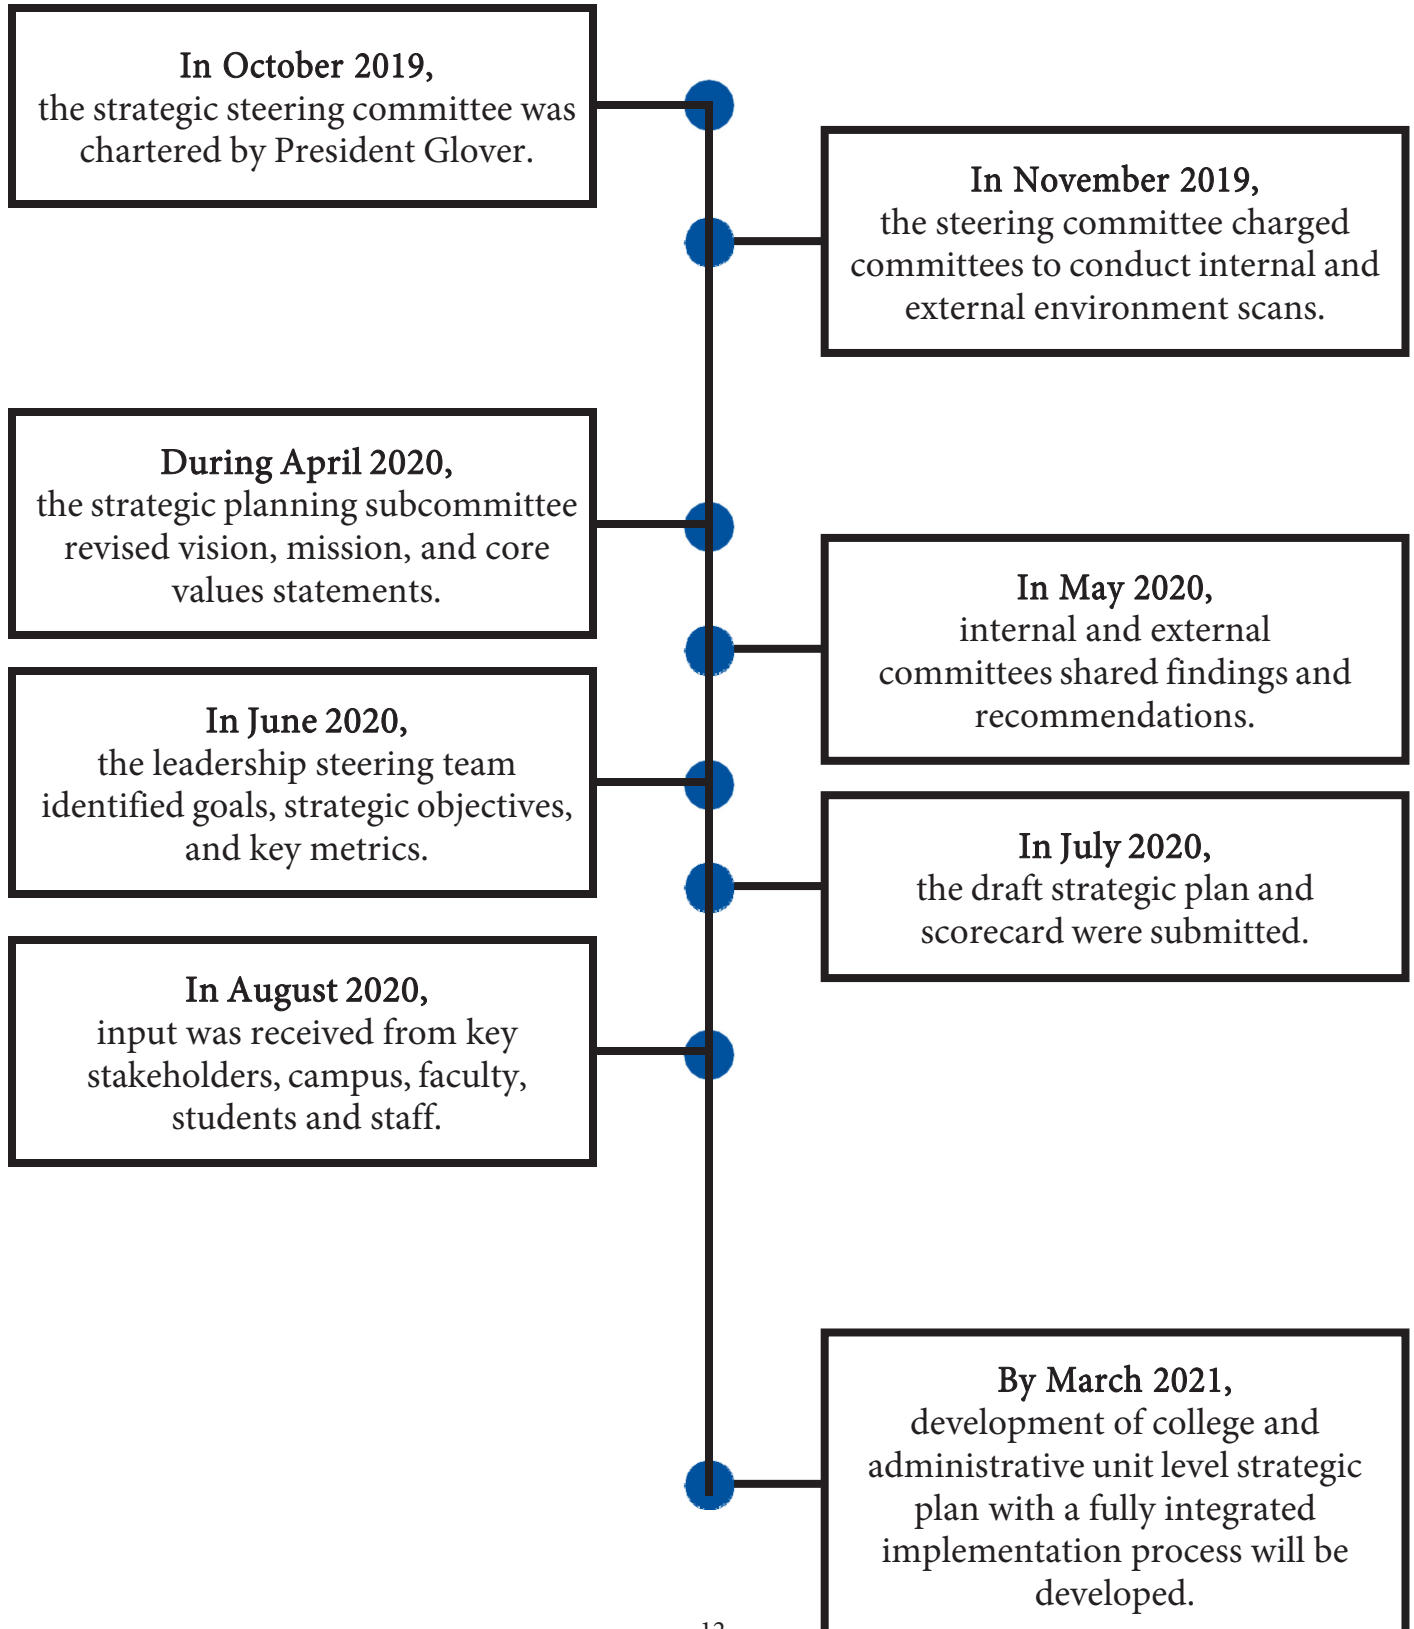 In October 2019,
the strategic steering committee was
chartered by President Glover.
In November 2019,
the steering committee charged
committees to conduct internal and
external environment scans.
During April 2020,
the strategic planning subcommittee
revised vision, mission, and core
values statements.
In May 2020,
internal and external
committees shared findings and
recommendations.
In June 2020,
the leadership steering team
identified goals, strategic objectives,
and key metrics.
In July 2020,
the draft strategic plan and
scorecard were submitted.
In August 2020,
input was received from key
stakeholders, campus, faculty,
students and staff.
By March 2021,
development of college and
administrative unit level strategic
plan with a fully integrated
implementation process will be
developed.